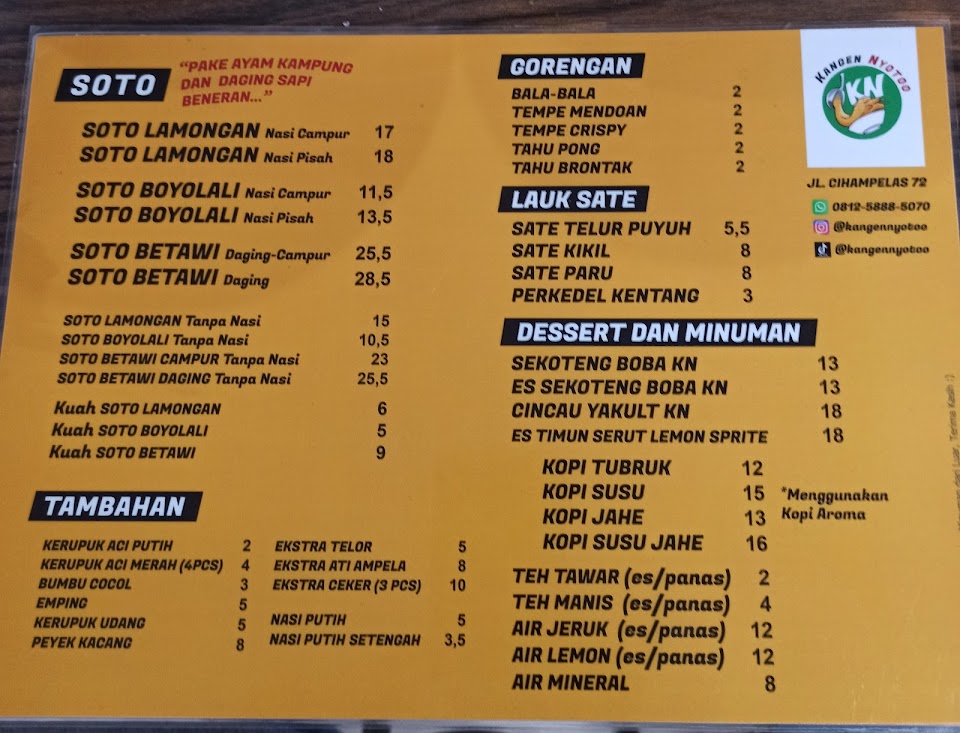 SOTO
“PAKE AYAM KAMPUNG
DAN DAGING SAPI
BENERAN...”
SOTO LAMONGAN Nasi Campur 17
SOTO LAMONGAN Nasi Pisah 18
SOTO BOYOLALI Nasi Campur 11,5
SOTO BOYOLALI Nasi Pisah 13,5
SOTO BETAWI Daging-Campur 25,5
SOTO BETAWI Daging 28,5
SOTO LAMONGAN Tanpa Nasi 15
SOTO BOYOLALI Tanpa Nasi 10,5
SOTO BETAWI CAMPUR Tanpa Nasi 23
SOTO BETAWI DAGING Tanpa Nasi 25,5
Kuah SOTO LAMONGAN 6
Kuah SOTO BOYOLALI 5
Kuah SOTO BETAWI 9
TAMBAHAN
KERUPUK ACI PUTIH 2
KERUPUK ACI MERAH (4PCS) 4
BUMBU COCOL 3
EMPING 5
KERUPUK UDANG 5
PEYEK KACANG 8
EKSTRA TELOR 5
EKSTRA ATI AMPELA 8
EKSTRA CEKER (3 PCS) 10
NASI PUTIH 5
NASI PUTIH SETENGAH 3,5
GORENGAN
BALA-BALA 2
TEMPE MENDOAN 2
TEMPE CRISPY 2
TAHU PONG 2
TAHU BRONTAK 2
LAUK SATE
SATE TELUR PUYUH 5,5
SATE KIKIL 8
SATE PARU 8
PERKEDEL KENTANG 3
DESSERT DAN MINUMAN
SEKOTENG BOBA KN 13
ES SEKOTENG BOBA KN 13
CINCAU YAKULT KN 18
ES TIMUN SERUT LEMON SPRITE 18
KOPI TUBRUK 12
KOPI SUSU 15
KOPI JAHE 13
KOPI SUSU JAHE 16
*Menggunakan
Kopi Aroma
TEH TAWAR (es/panas) 2
TEH MANIS (es/panas) 4
AIR JERUK (es/panas) 12
AIR LEMON (es/panas) 12
AIR MINERAL 8
KANGEN NYOTOO
KN
JL. CIHAMPELAS 72
0812-5888-5070
@kangennyotoo
@kangennyotoo
dari Luar, Terima Kasih :)